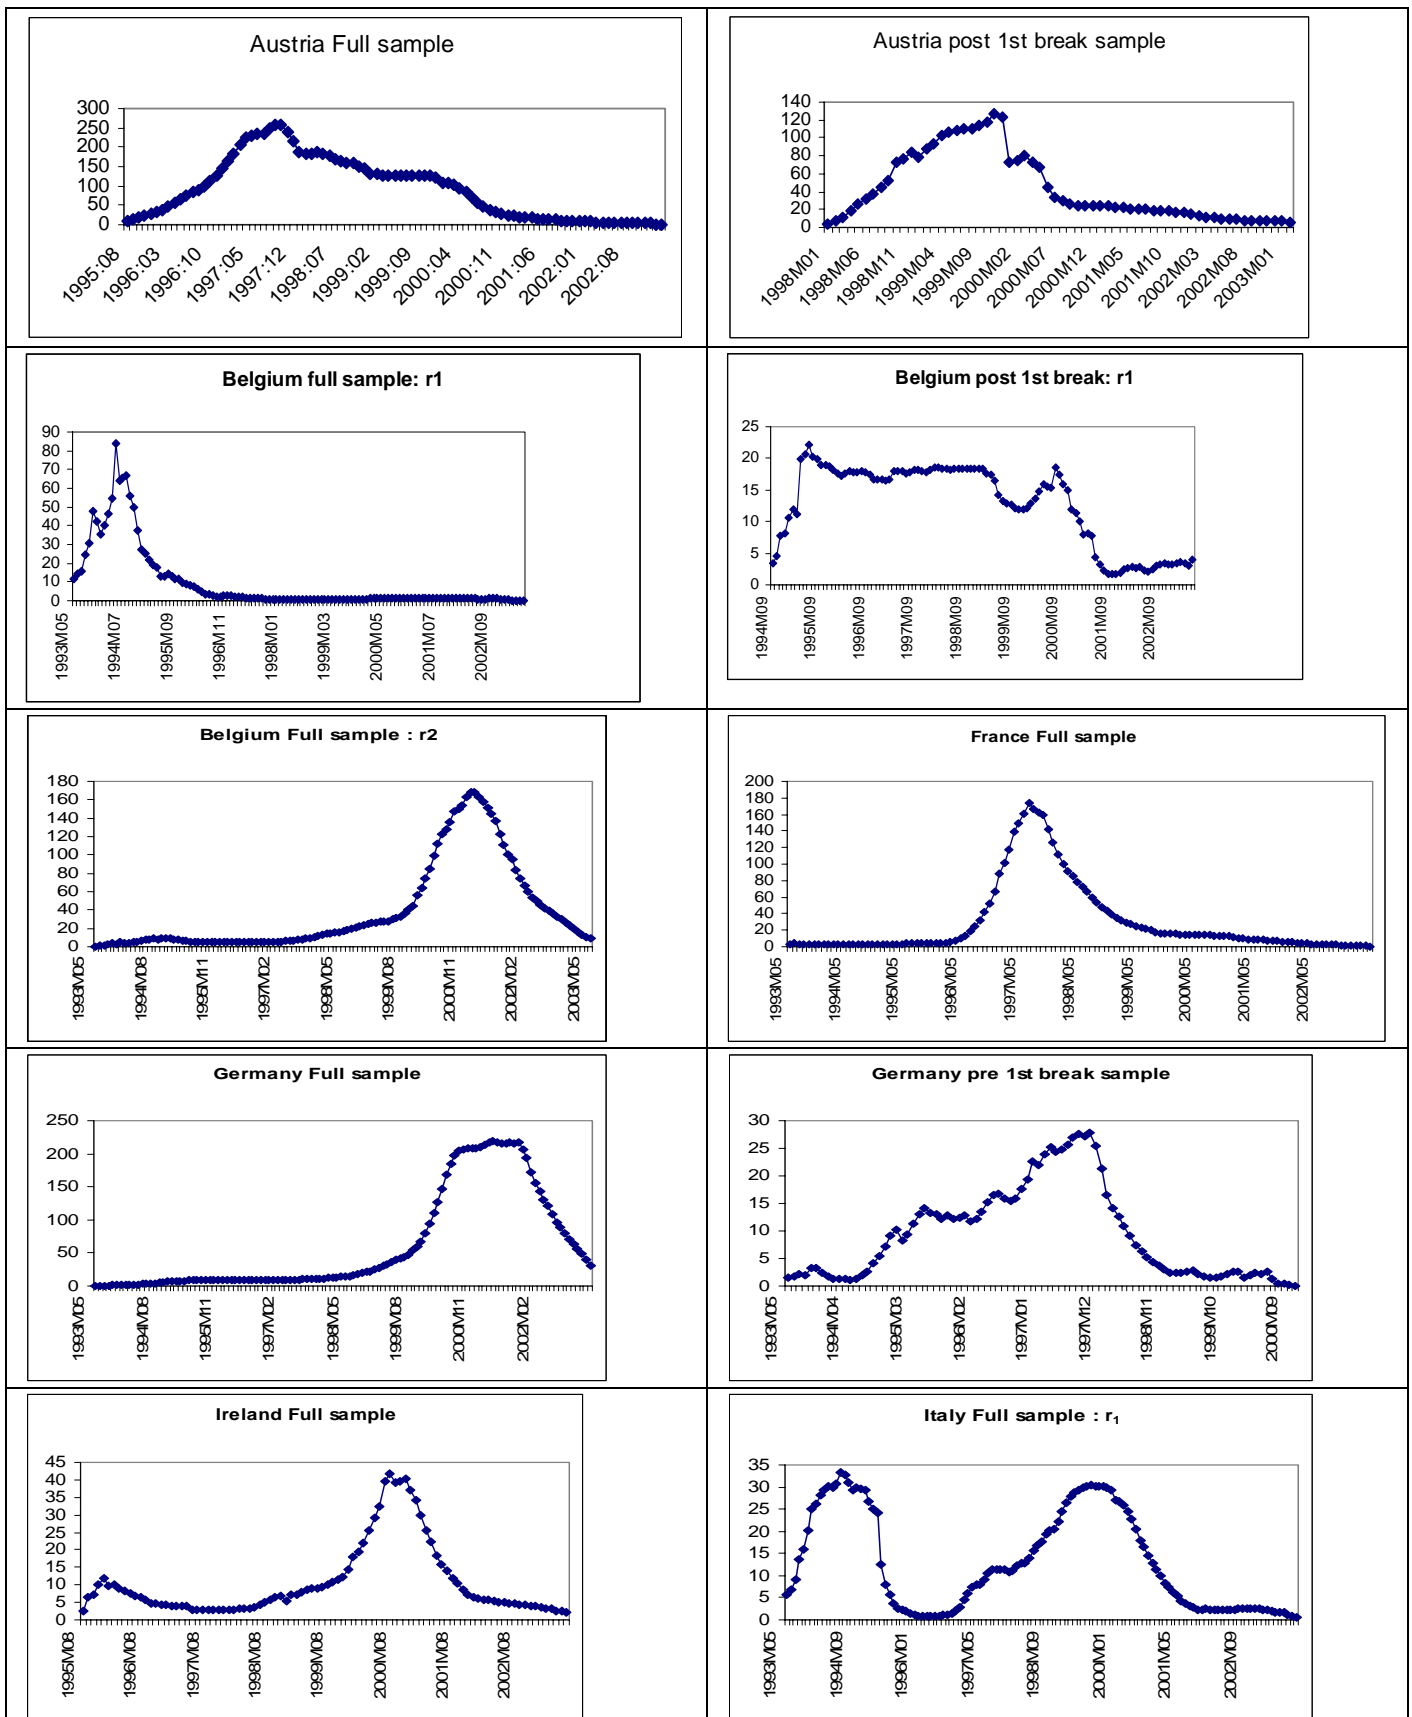 Austria Full sample
300
250
200
150
100
50
0
1995:08
1996:03
1996:10
1997:05
1997:12
1998:07
1999:02
1999:09
2000:04
2000:11
2001:06
2002:01
2002:08
Austria post 1st break sample
140
120
100
80
60
40
20
0
1998M01
1998M06
1998M11
1999M04
1999M09
2000M02
2000M07
2000M12
2001M05
2001M10
2002M03
2002M08
2003M01
Belgium full sample: r1
90
80
70
60
50
40
30
20
10
0
1993M05
1994M07
1995M09
1996M11
1998M01
1999M03
2000M05
2001M07
2002M09
Belgium post 1st break: r1
25
20
15
10
5
0
1994M09
1995M09
1996M09
1997M09
1998M09
1999M09
2000M09
2001M09
2002M09
Belgium Full sample : r2
180
160
140
120
100
80
60
40
20
0
1993M05
1994M08
1995M11
1997M02
1998M05
1999M08
2000M11
2002M02
2003M05
France Full sample
200
180
160
140
120
100
80
60
40
20
0
1993M05
1994M05
1995M05
1996M05
1997M05
1998M05
1999M05
2000M05
2001M05
2002M05
Germany Full sample
250
200
150
100
50
0
1993M05
1994M08
1995M11
1997M02
1998M05
1999M08
2000M11
2002M02
Germany pre 1st break sample
30
25
20
15
10
5
0
1993M05
1994M04
1995M03
1996M02
1997M01
1997M12
1998M11
1999M10
2000M09
Ireland Full sample
45
40
35
30
25
20
15
10
5
0
1995M08
1996M08
1997M08
1998M08
1999M08
2000M08
2001M08
2002M08
Italy Full sample : r₁
35
30
25
20
15
10
5
0
1993M05
1994M09
1996M01
1997M05
1998M09
2000M01
2001M05
2002M09